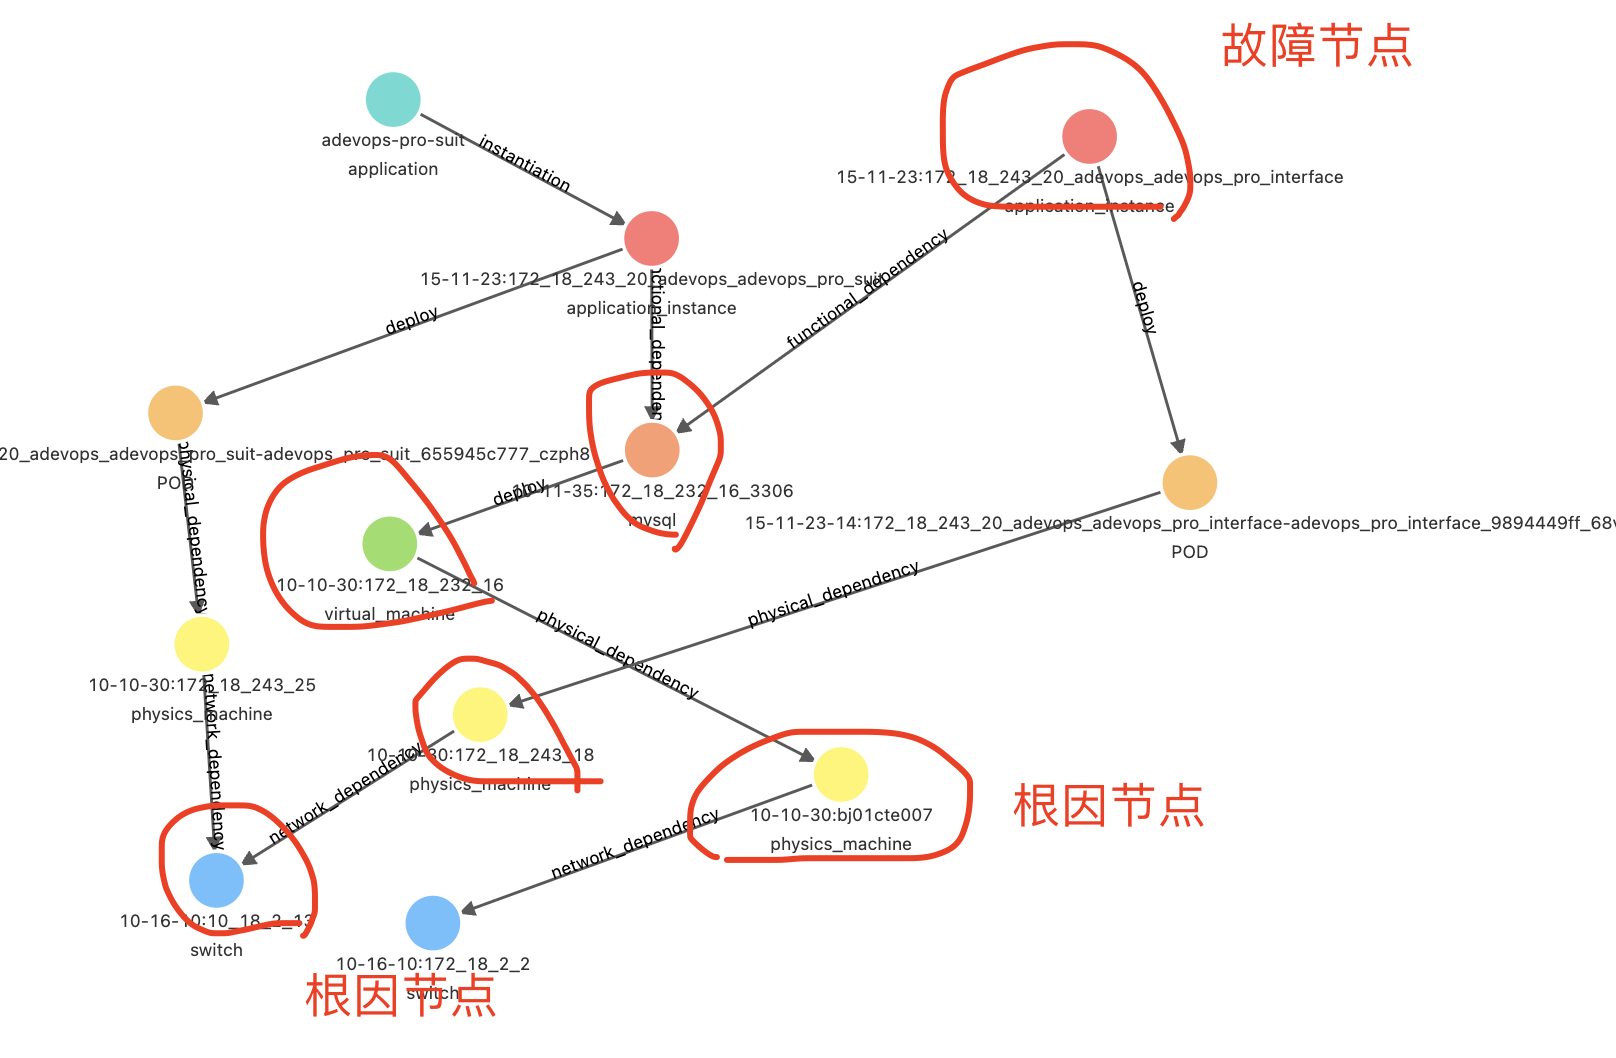 故障节点
adevops-pro-suit
application
instantiation
15-11-23:172_18_243_20_adevops_adevops_pro_interface
application_instance
15-11-23:172_18_243_20_adevops_adevops_pro_suit
application_instance
deploy
functional_dependency
deploy
ctional_depender
20_adevops_adevops_pro_suit-adevops_pro_suit_655945c777_czph8
POD
physical_dependency
deploy
11-35:172_18_232_16_3306
mysql
15-11-23-14:172_18_243_20_adevops_adevops_pro_interface-adevops_pro_interface_9894449ff_68v
POD
10-10-30:172_18_232_16
virtual_machine
physical_dependency
physical_dependency
10-10-30:172_18_243_25
physics_machine
network_dependency
10-10-30:172_18_243_18
physics_machine
network_dependency
10-10-30:bj01cte007
physics_machine
根因节点
network_dependency
10-16-10:10_18_2_13
switch
10-16-10:172_18_2_2
switch
根因节点